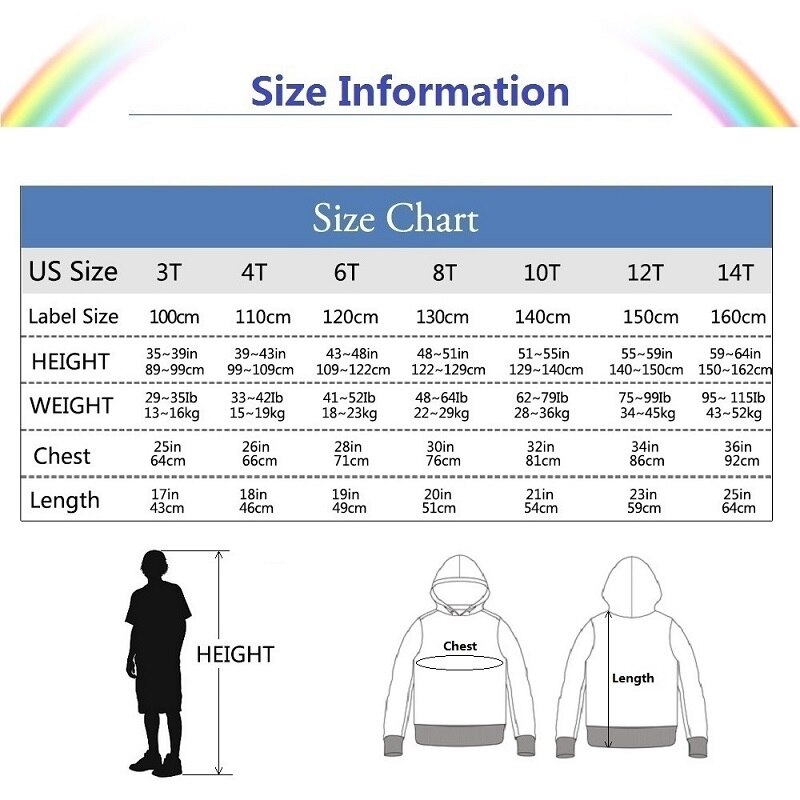 Size Information
Size Chart
US Size 3T 4T 6T 8T 10T 12T 14T
Label Size 100cm 110cm 120cm 130cm 140cm 150cm 160cm
HEIGHT 35~39in 39~43in 43~48in 48~51in 51~55in 55~59in 59~64in
89~99cm 99~109cm 109~122cm 122~129cm 129~140cm 140~150cm 150~162cm
WEIGHT 29~35Ib 33~42Ib 41~52Ib 48~64Ib 62~79Ib 75~99Ib 95~ 115Ib
13~16kg 15~19kg 18~23kg 22~29kg 28~36kg 34~45kg 43~52kg
Chest 25in 26in 28in 30in 32in 34in 36in
64cm 66cm 71cm 76cm 81cm 86cm 92cm
Length 17in 18in 19in 20in 21in 23in 25in
43cm 46cm 49cm 51cm 54cm 59cm 64cm
HEIGHT
Chest
Length